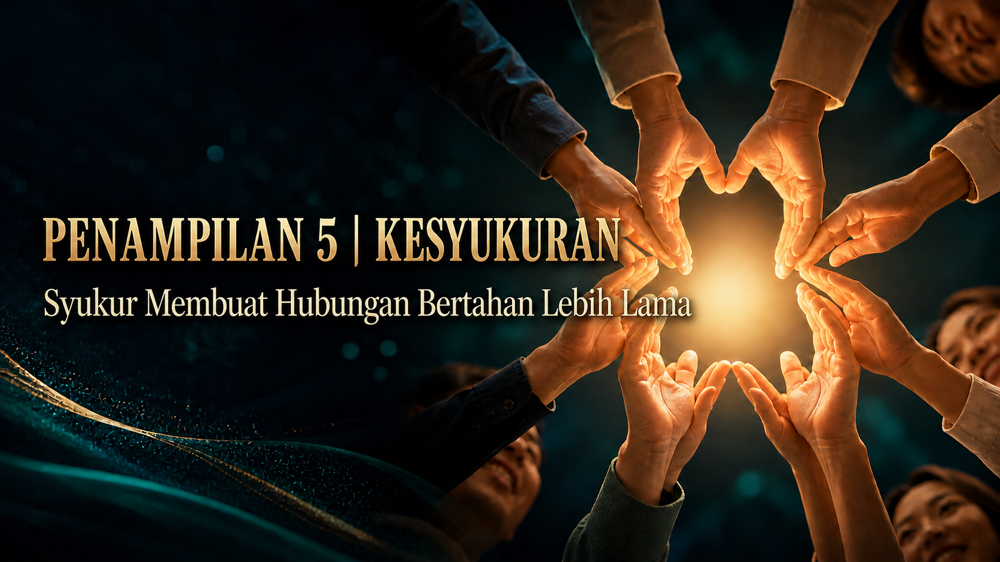 PENAMPILAN 5 | KESYUKURAN
Syukur Membuat Hubungan Bertahan Lebih Lama